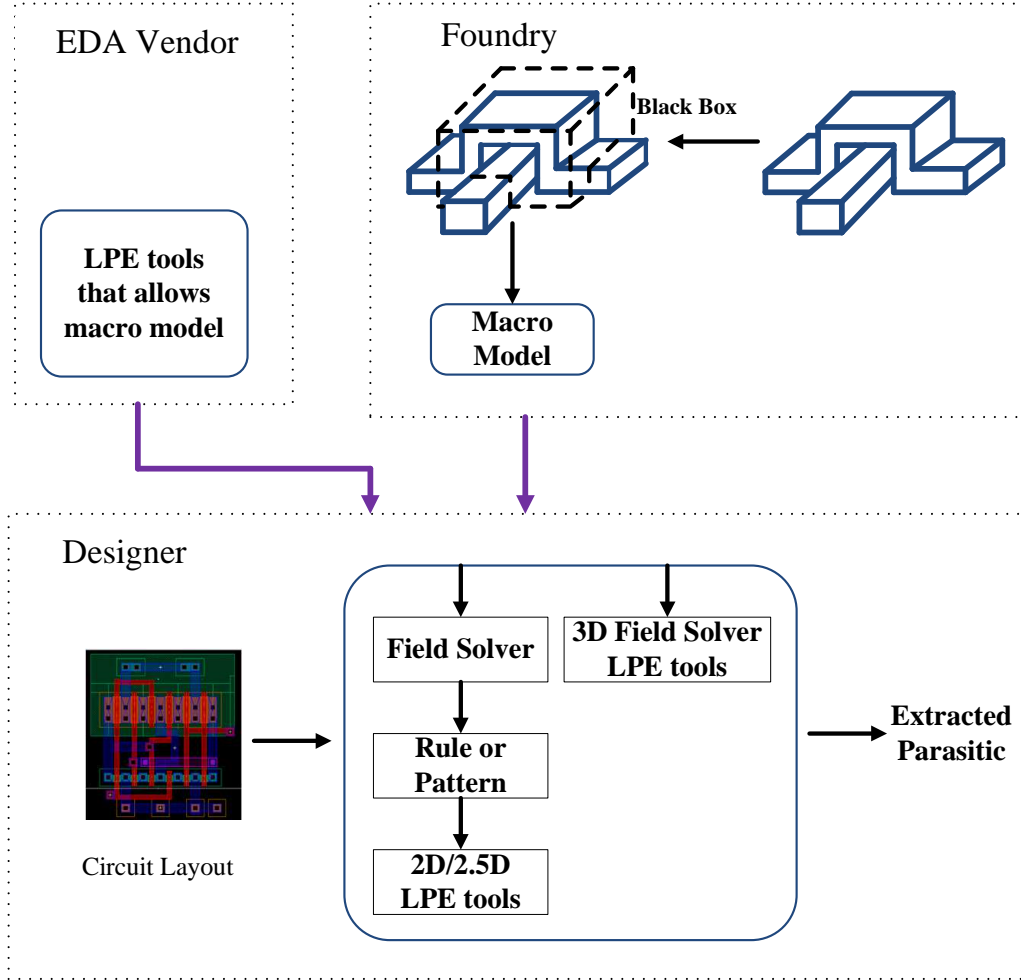 EDA Vendor
LPE tools
that allows
macro model
Foundry
Black Box
Macro
Model
Designer
Circuit Layout
Field Solver
Rule or
Pattern
2D/2.5D
LPE tools
3D Field Solver
LPE tools
Extracted
Parasitic